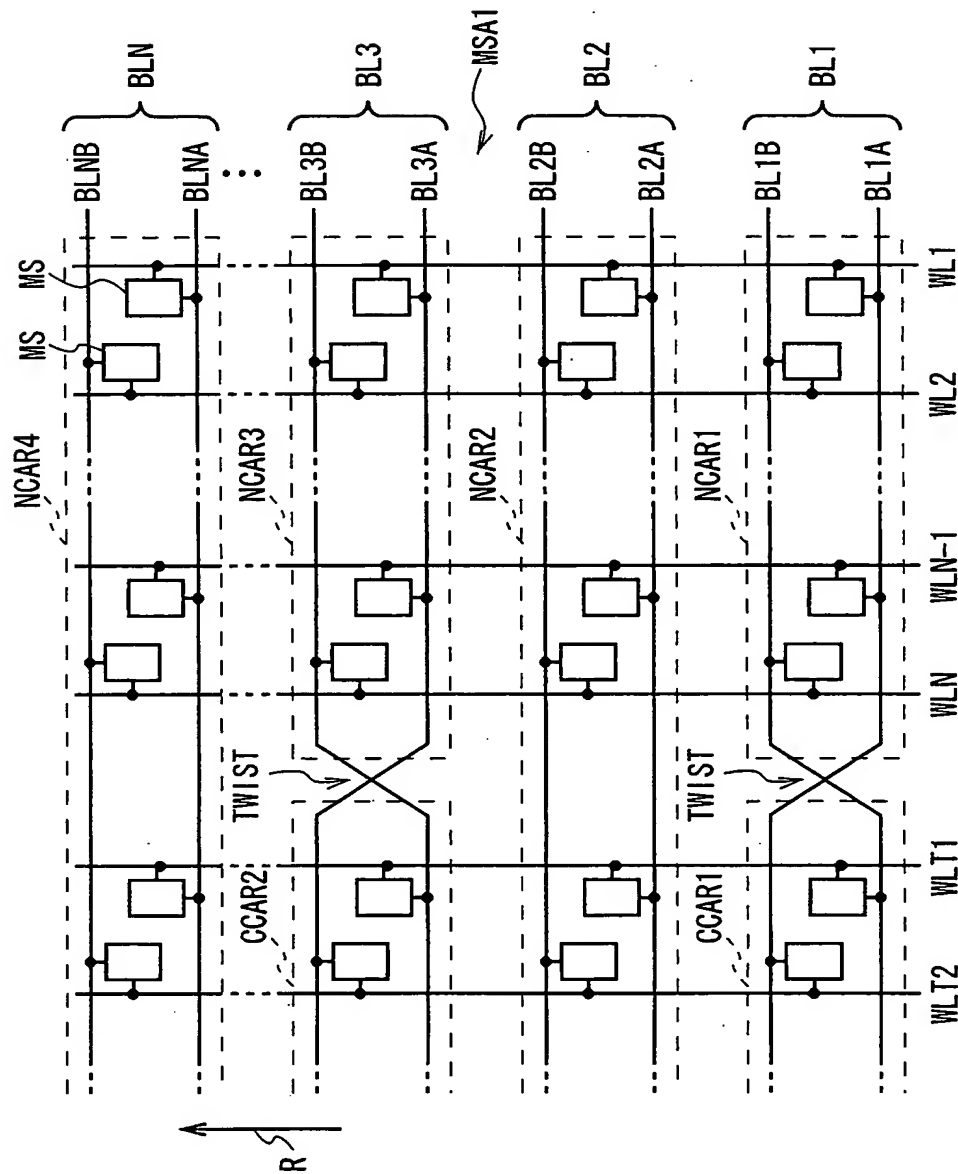 BLN
BL3
MSA1
BL2
BL1
BLNB
BLNA
...
BL3B
BL3A
BL2B
BL2A
BL1B
BL1A
MS
MS
NCAR4
NCAR3
NCAR2
NCAR1
TWIST
TWIST
CCAR2
CCAR1
WL1
WL2
WLN-1
WLN
WLT1
WLT2
R